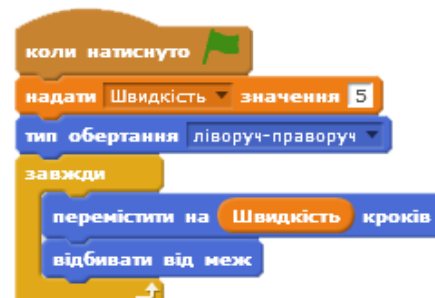 коли натиснуто
надати Швидкість значення 5
тип обертання ліворуч-праворуч
завжди
перемістити на Швидкість кроків
відбивати від меж